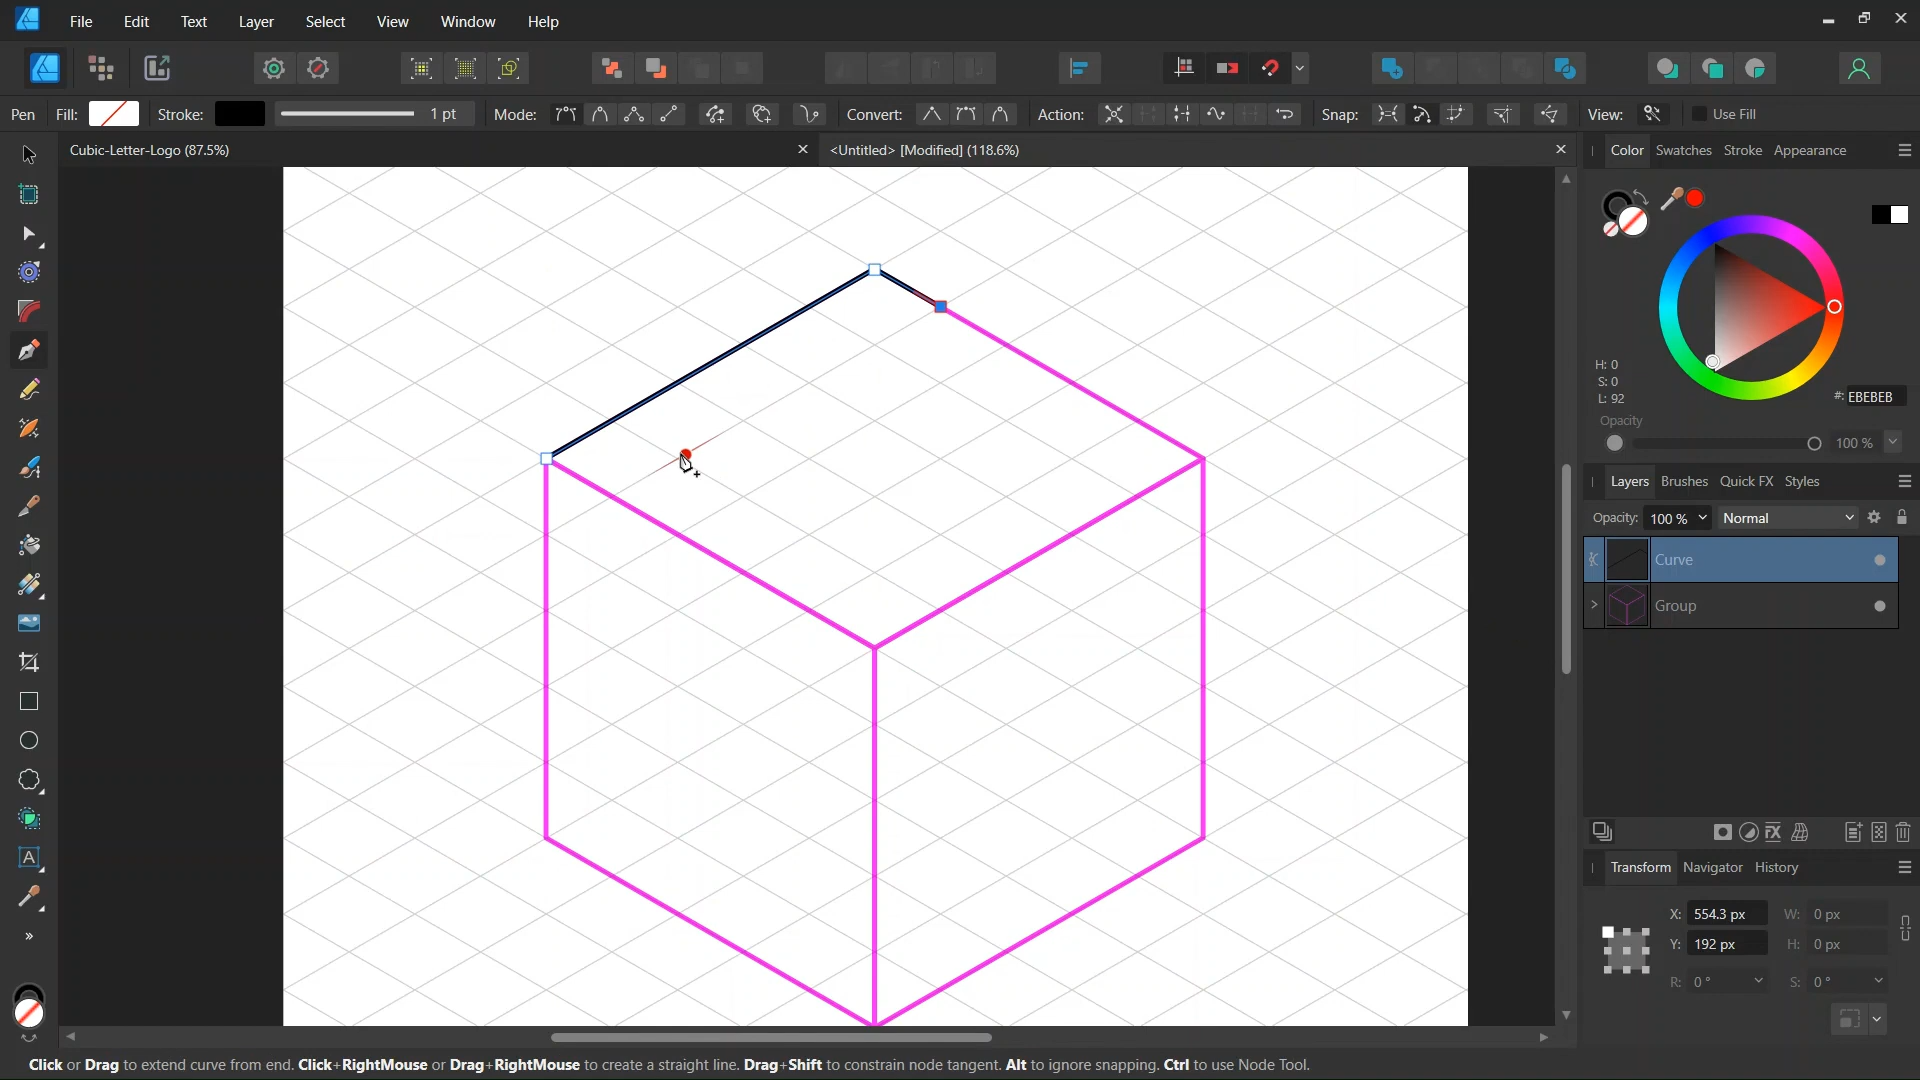 File Edit Text Layer Select View Window Help
Pen Fill: Stroke: 1 pt Mode: Convert: Action: Snap: View: Use Fill
Cubic-Letter-Logo (87.5%) <Untitled> [Modified] (118.6%)
Color Swatches Stroke Appearance
H: 0
S: 0
L: 92
#: EBEBEB
Opacity
100 %
Layers Brushes Quick FX Styles
Opacity: 100 % Normal
Curve
Group
Transform Navigator History
X: 554.3 px W: 0 px
Y: 192 px H: 0 px
R: 0 ° S: 0 °
Click or Drag to extend curve from end. Click+RightMouse or Drag+RightMouse to create a straight line. Drag+Shift to constrain node tangent. Alt to ignore snapping. Ctrl to use Node Tool.